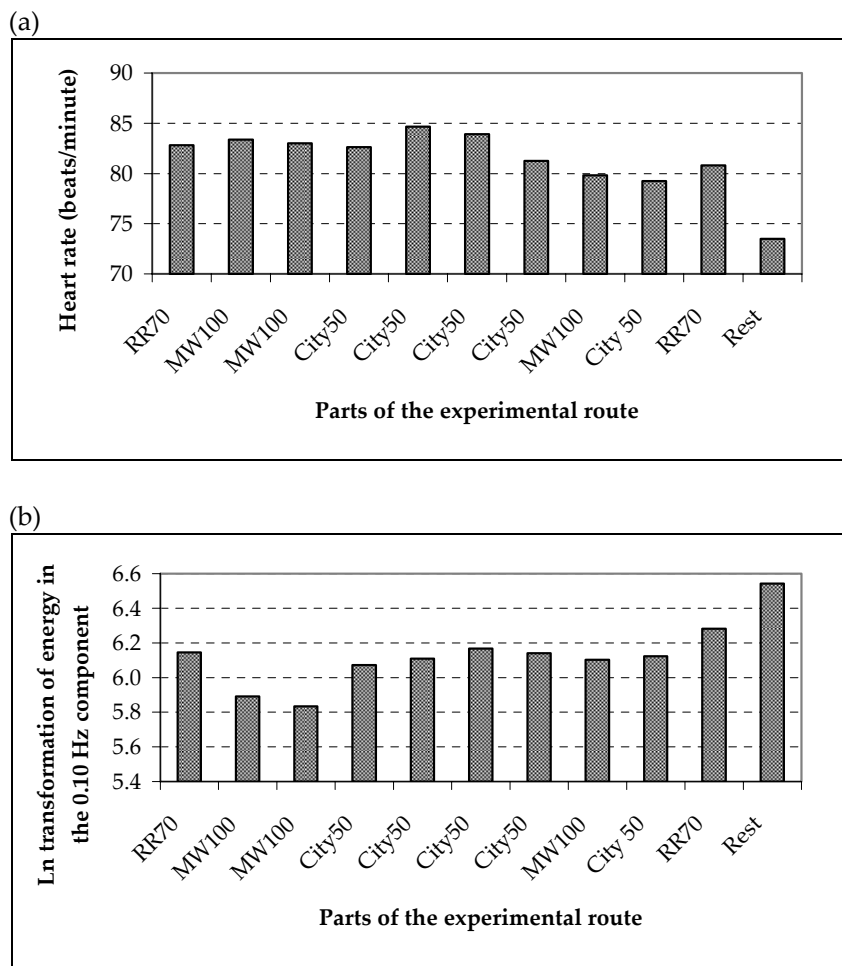 (a)
Heart rate (beats/minute)
90
85
80
75
70
RR70
MW100
MW100
City50
City50
City50
City50
MW100
City 50
RR70
Rest
Parts of the experimental route
(b)
Ln transformation of energy in
the 0.10 Hz component
6.6
6.4
6.2
6.0
5.8
5.6
5.4
RR70
MW100
MW100
City50
City50
City50
City50
MW100
City 50
RR70
Rest
Parts of the experimental route